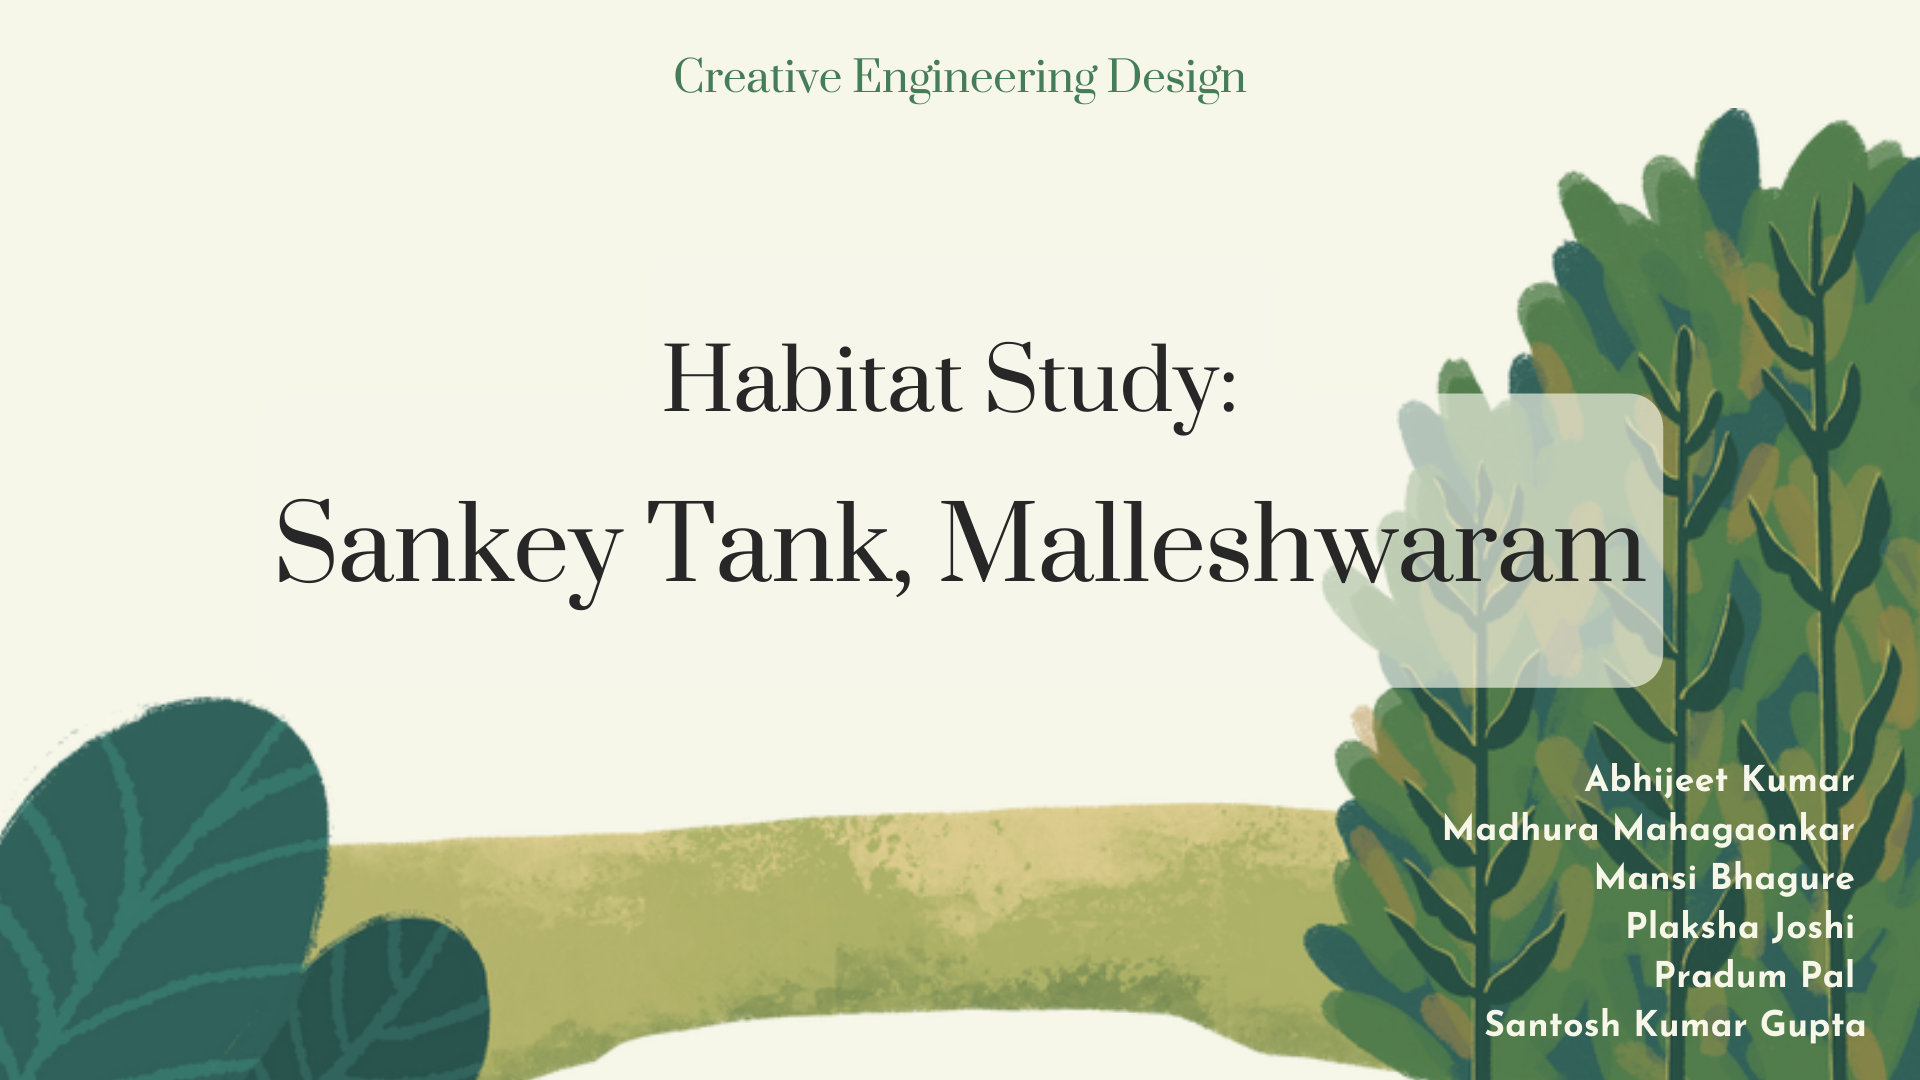 Creative Engineering Design
Habitat Study:
Sankey Tank, Malleshwaram
Abhijeet Kumar
Madhura Mahagaonkar
Mansi Bhagure
Plaksha Joshi
Pradum Pal
Santosh Kumar Gupta